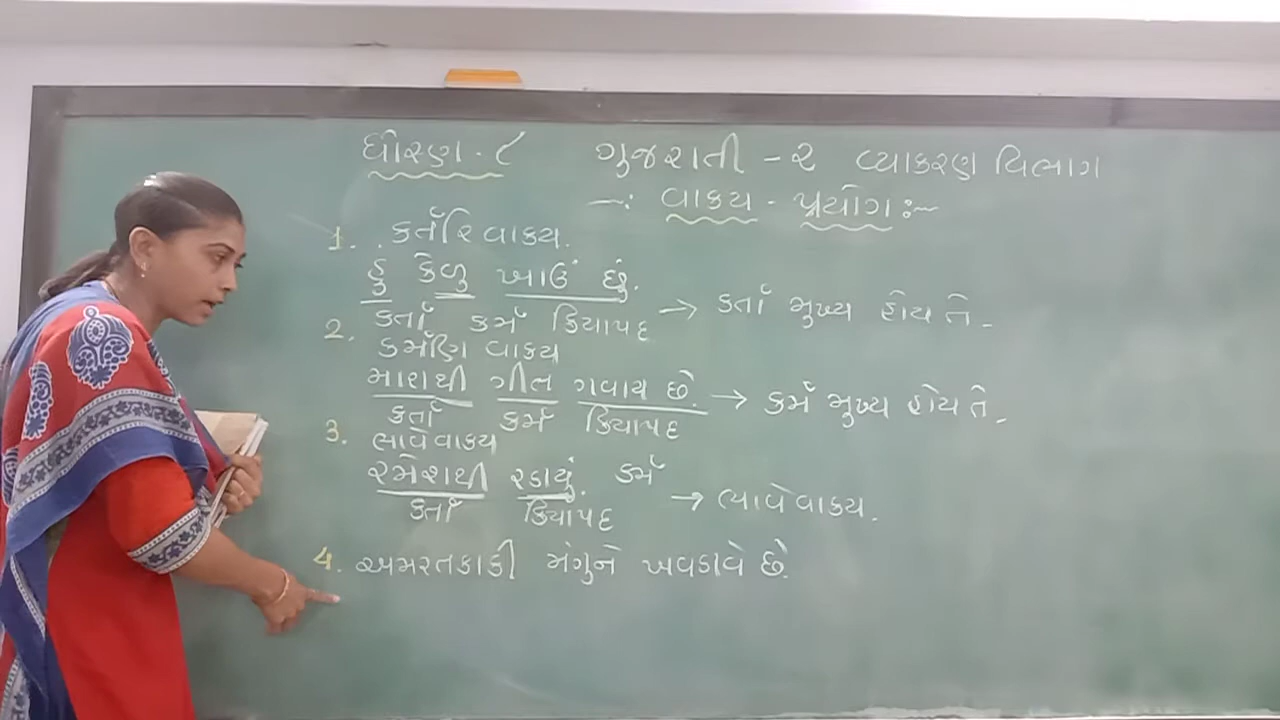 ધોરણ - ૮ ગુજરાતી - ૨ વ્યાકરણ વિભાગ
-: વાક્ય - પ્રયોગ :-
1. કર્તરિ વાક્ય.
હું કેળુ ખાઉં છું.
કર્તા કર્મ ક્રિયાપદ → કર્તા મુખ્ય હોય તે -
2. કર્મણિ વાક્ય
મારાથી ગીત ગવાય છે. → કર્મ મુખ્ય હોય તે -
કર્તા કર્મ ક્રિયાપદ
3. ભાવે વાક્ય
રમેશથી રડાયું. કર્મ
કર્તા ક્રિયાપદ → ભાવે વાક્ય.
4. અમરતકાકી મંગુને ખવડાવે છે.